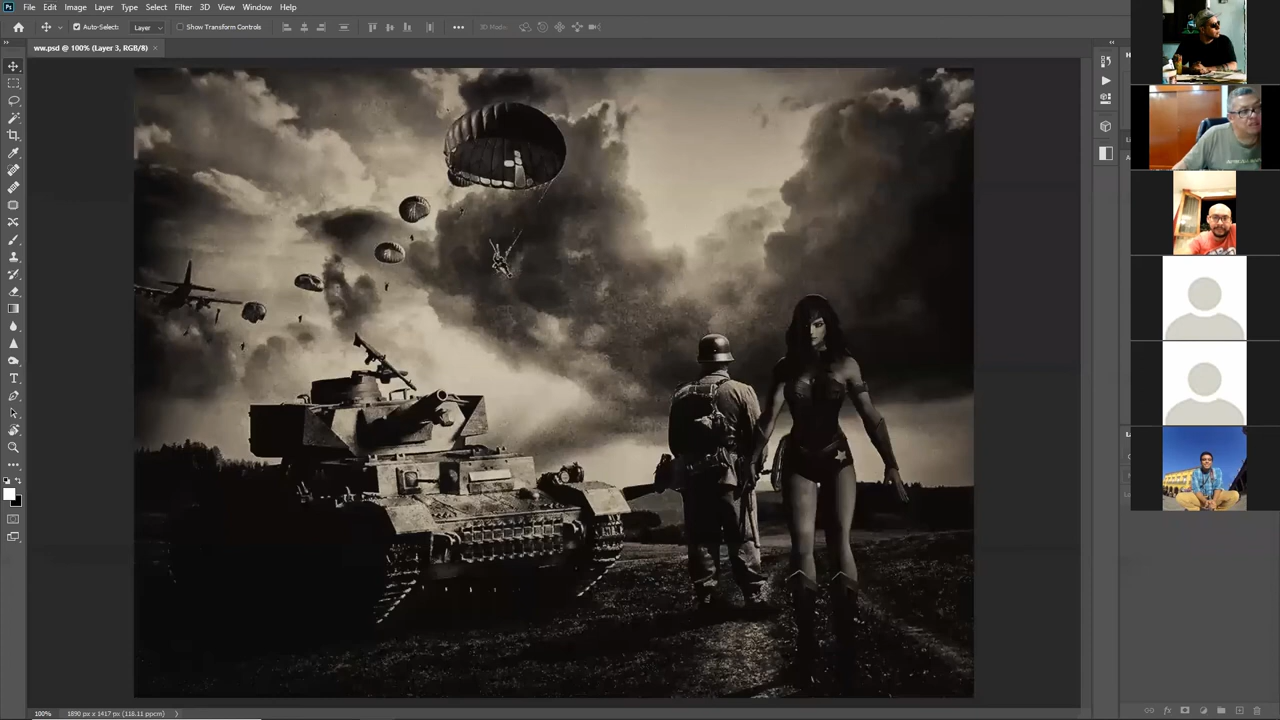 Ps File Edit Image Layer Type Select Filter 3D View Window Help
Auto-Select: Layer Show Transform Controls 3D Mode:
ww.psd @ 100% (Layer 3, RGB/8) ×
100% 1890 px x 1417 px (118.11 ppcm)